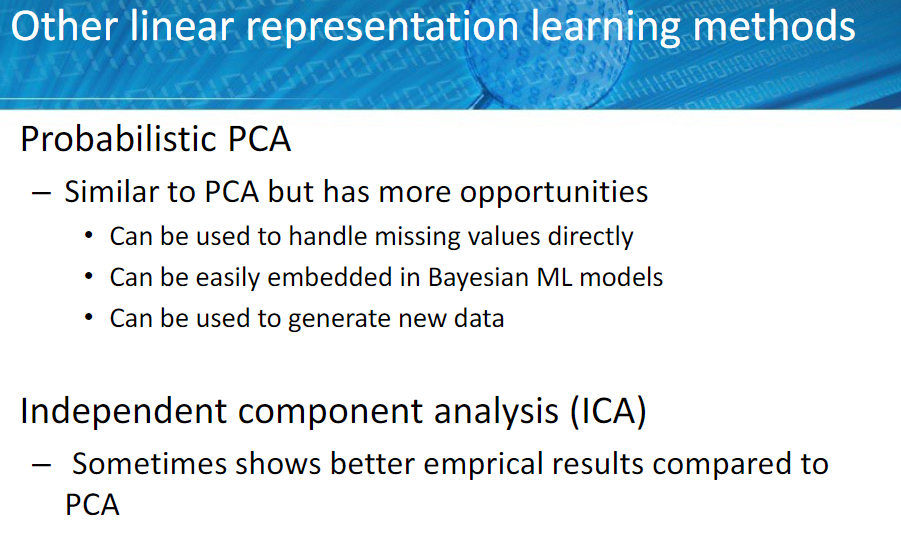 Other linear representation learning methods
Probabilistic PCA
– Similar to PCA but has more opportunities
• Can be used to handle missing values directly
• Can be easily embedded in Bayesian ML models
• Can be used to generate new data
Independent component analysis (ICA)
– Sometimes shows better emprical results compared to
PCA